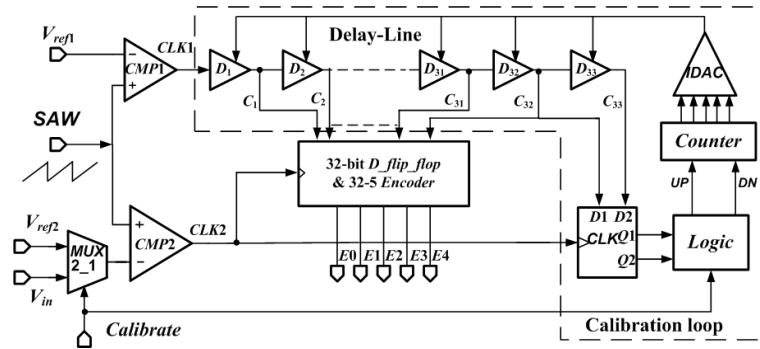 Vref1
CLK1
CMP1
−
+
SAW
Delay-Line
D1
D2
D31
D32
D33
C1
C2
C31
C32
C33
IDAC
Counter
UP
DN
32-bit D_flip_flop
& 32-5 Encoder
E0
E1
E2
E3
E4
Vref2
Vin
MUX
2_1
+
−
CMP2
CLK2
D1
D2
CLK
Q1
Q2
Logic
Calibrate
Calibration loop